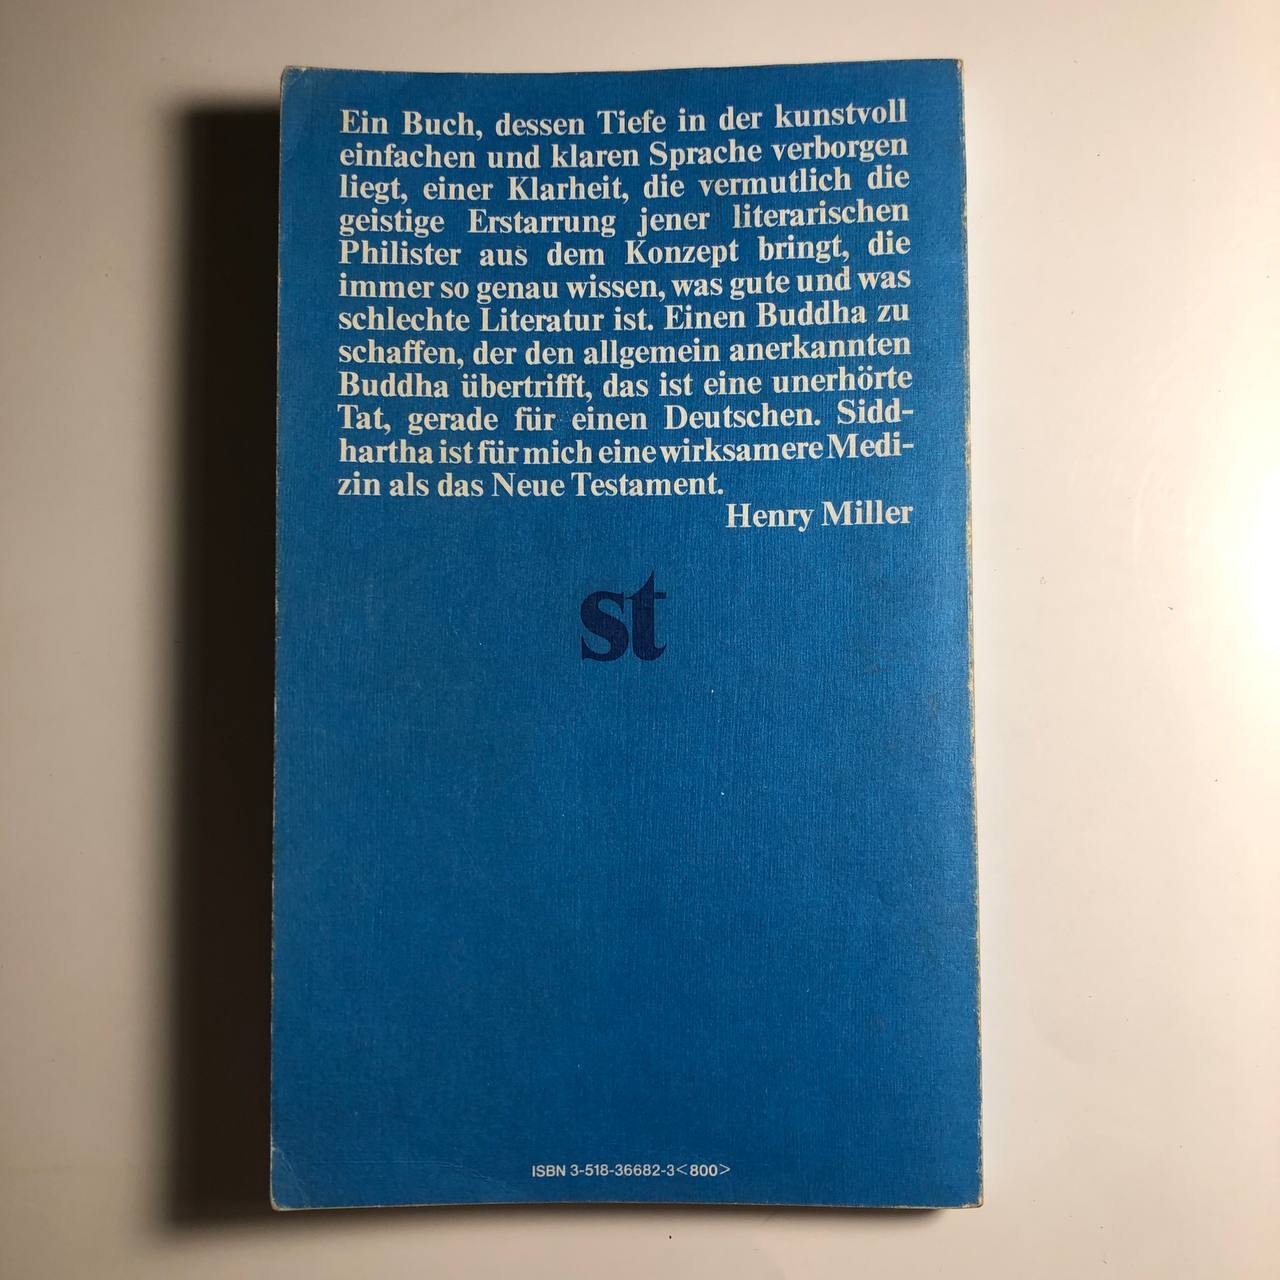 Ein Buch, dessen Tiefe in der kunstvoll
einfachen und klaren Sprache verborgen
liegt, einer Klarheit, die vermutlich die
geistige Erstarrung jener literarischen
Philister aus dem Konzept bringt, die
immer so genau wissen, was gute und was
schlechte Literatur ist. Einen Buddha zu
schaffen, der den allgemein anerkannten
Buddha übertrifft, das ist eine unerhörte
Tat, gerade für einen Deutschen. Sidd-
hartha ist für mich eine wirksamere Medi-
zin als das Neue Testament.
Henry Miller
st
ISBN 3-518-36682-3<800>